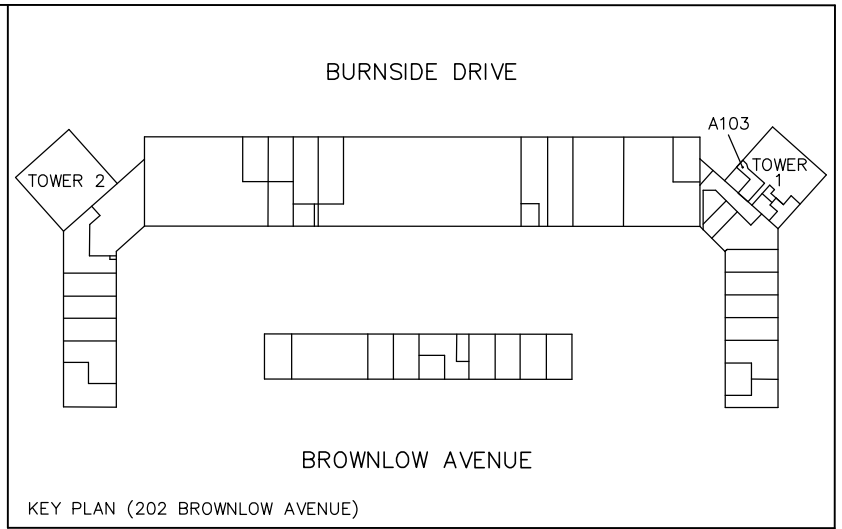 BURNSIDE DRIVE
A103
TOWER 2
TOWER
1
BROWNLOW AVENUE
KEY PLAN (202 BROWNLOW AVENUE)